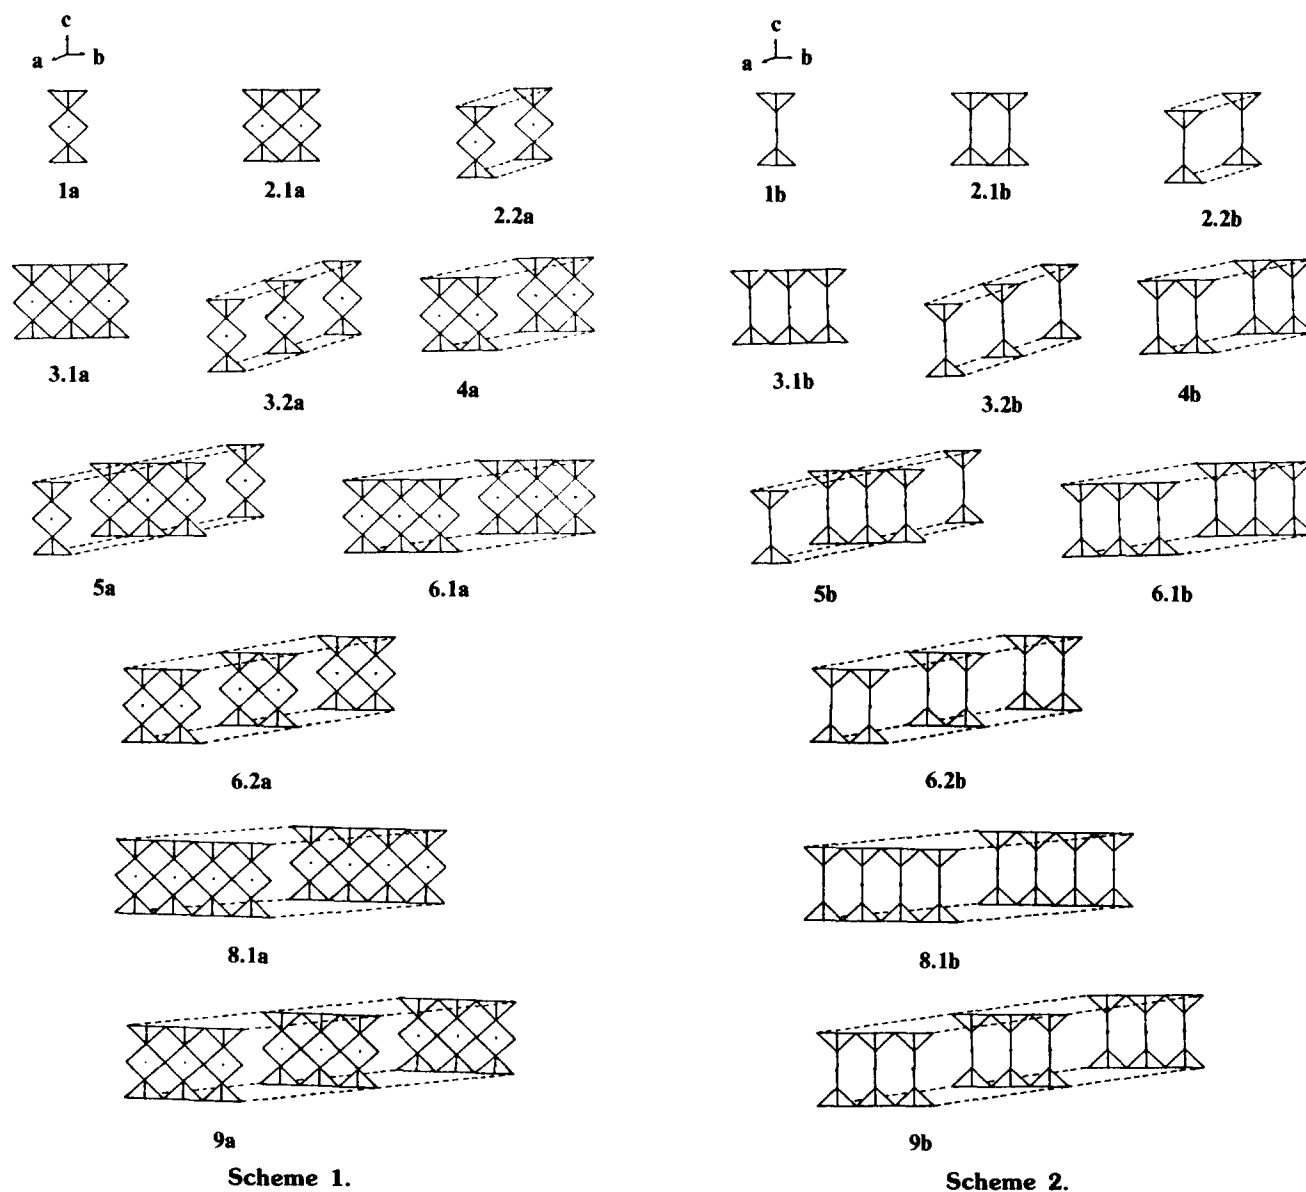 c
a b
1a 2.1a 2.2a
3.1a 3.2a 4a
5a 6.1a
6.2a
8.1a
9a
Scheme 1.
c
a b
1b 2.1b 2.2b
3.1b 3.2b 4b
5b 6.1b
6.2b
8.1b
9b
Scheme 2.